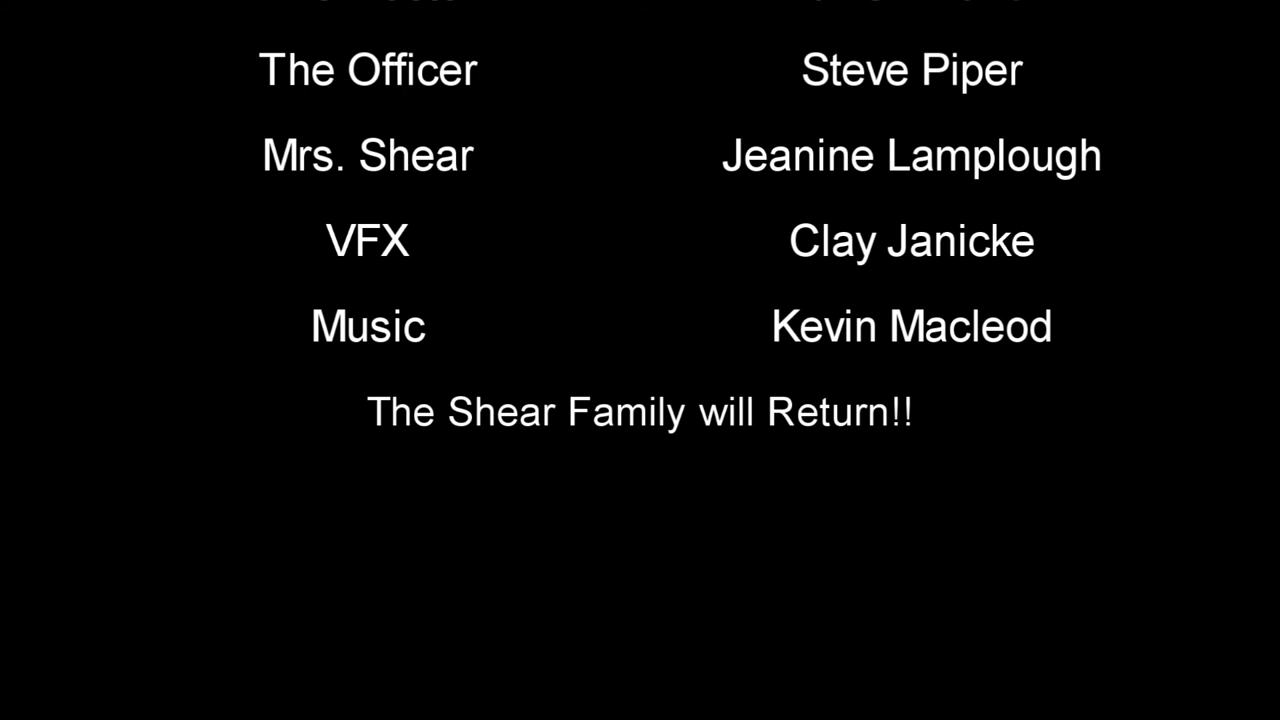 The Officer Steve Piper
Mrs. Shear Jeanine Lamplough
VFX Clay Janicke
Music Kevin Macleod
The Shear Family will Return!!